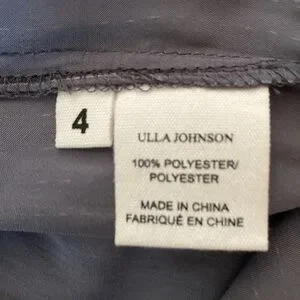 4
ULLA JOHNSON
100% POLYESTER/
POLYESTER
MADE IN CHINA
FABRIQUÉ EN CHINE